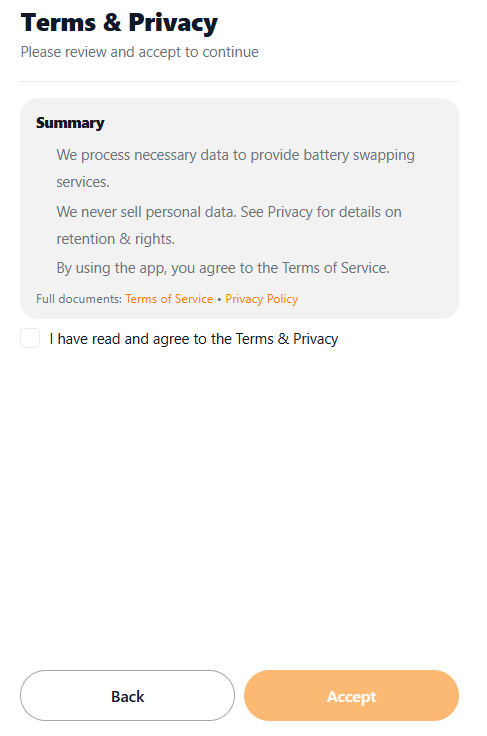 Terms & Privacy
Please review and accept to continue
Summary
We process necessary data to provide battery swapping
services.
We never sell personal data. See Privacy for details on
retention & rights.
By using the app, you agree to the Terms of Service.
Full documents: Terms of Service • Privacy Policy
I have read and agree to the Terms & Privacy
Back
Accept